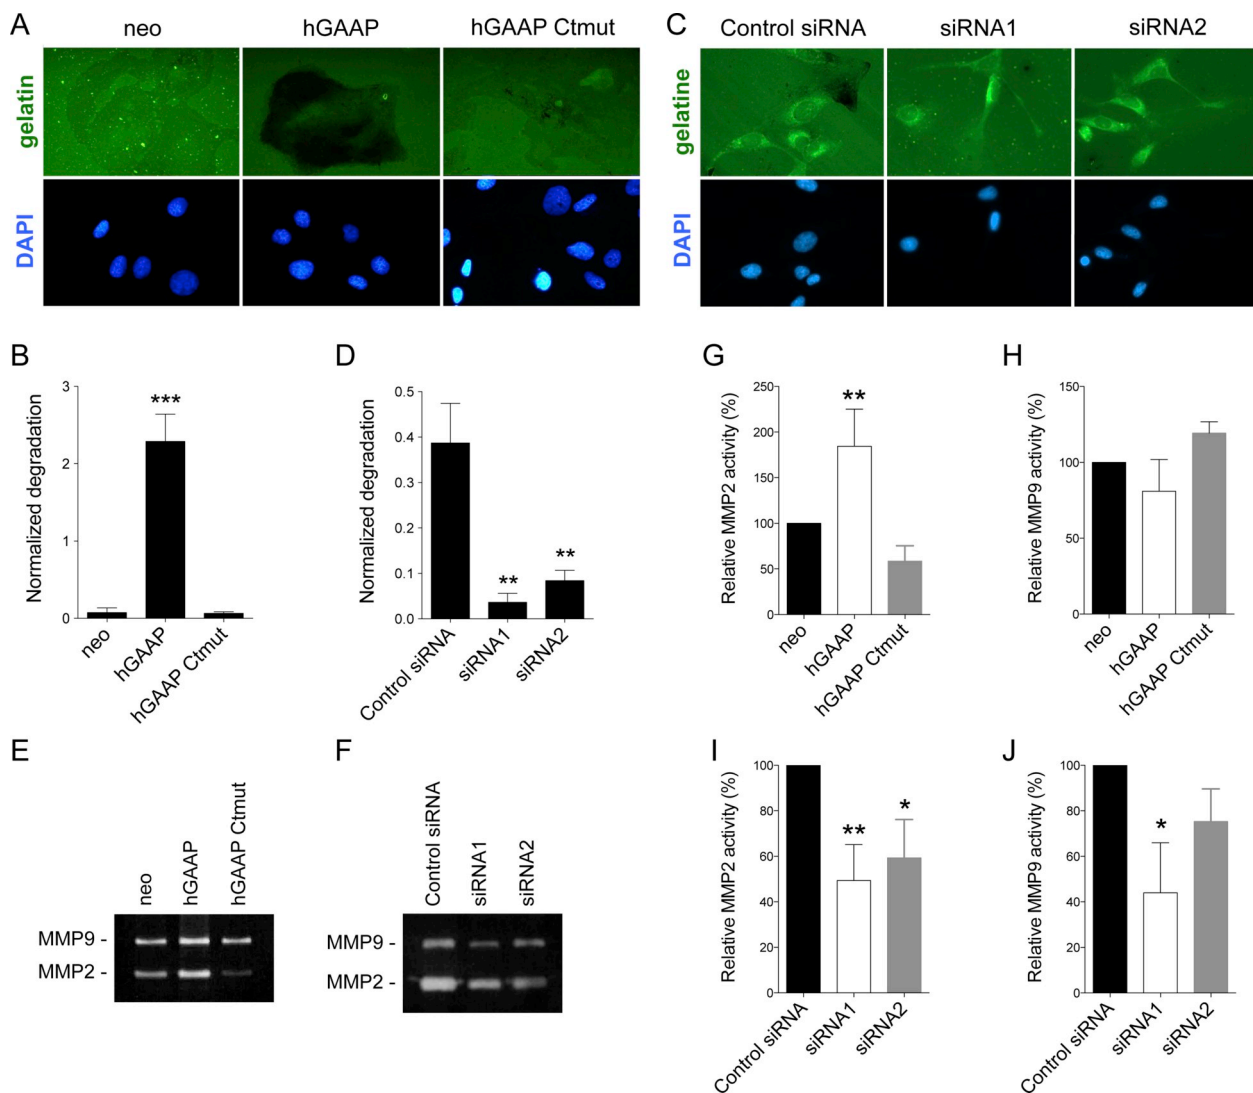 A
neo
hGAAP
hGAAP Ctmut
gelatin
DAPI
C
Control siRNA
siRNA1
siRNA2
gelatine
DAPI
B
Normalized degradation
3
2
1
0
***
neo
hGAAP
hGAAP Ctmut
D
Normalized degradation
0.5
0.4
0.3
0.2
0.1
0.0
**
**
Control siRNA
siRNA1
siRNA2
G
Relative MMP2 activity (%)
250
200
150
100
50
0
**
neo
hGAAP
hGAAP Ctmut
H
Relative MMP9 activity (%)
150
100
50
0
neo
hGAAP
hGAAP Ctmut
E
neo
hGAAP
hGAAP Ctmut
MMP9 -
MMP2 -
F
Control siRNA
siRNA1
siRNA2
MMP9 -
MMP2 -
I
Relative MMP2 activity (%)
100
80
60
40
20
0
**
*
Control siRNA
siRNA1
siRNA2
J
Relative MMP9 activity (%)
100
80
60
40
20
0
*
Control siRNA
siRNA1
siRNA2